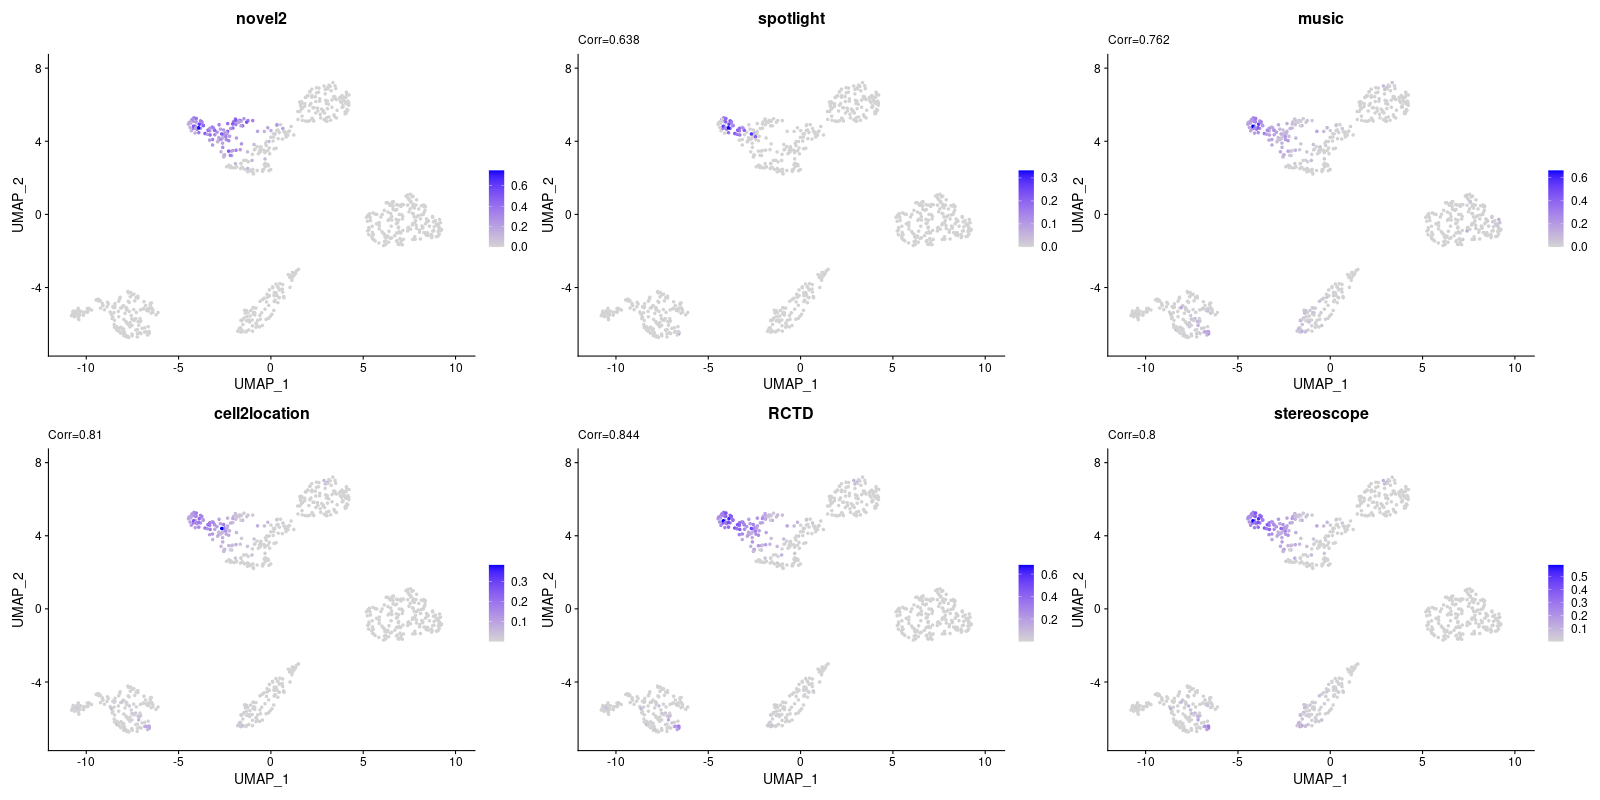 novel2
8
4
0
-4
-10 -5 0 5 10
UMAP_1
UMAP_2
0.6
0.4
0.2
0.0
spotlight
Corr=0.638
8
4
0
-4
-10 -5 0 5 10
UMAP_1
UMAP_2
0.3
0.2
0.1
0.0
music
Corr=0.762
8
4
0
-4
-10 -5 0 5 10
UMAP_1
UMAP_2
0.6
0.4
0.2
0.0
cell2location
Corr=0.81
8
4
0
-4
-10 -5 0 5 10
UMAP_1
UMAP_2
0.3
0.2
0.1
RCTD
Corr=0.844
8
4
0
-4
-10 -5 0 5 10
UMAP_1
UMAP_2
0.6
0.4
0.2
stereoscope
Corr=0.8
8
4
0
-4
-10 -5 0 5 10
UMAP_1
UMAP_2
0.5
0.4
0.3
0.2
0.1